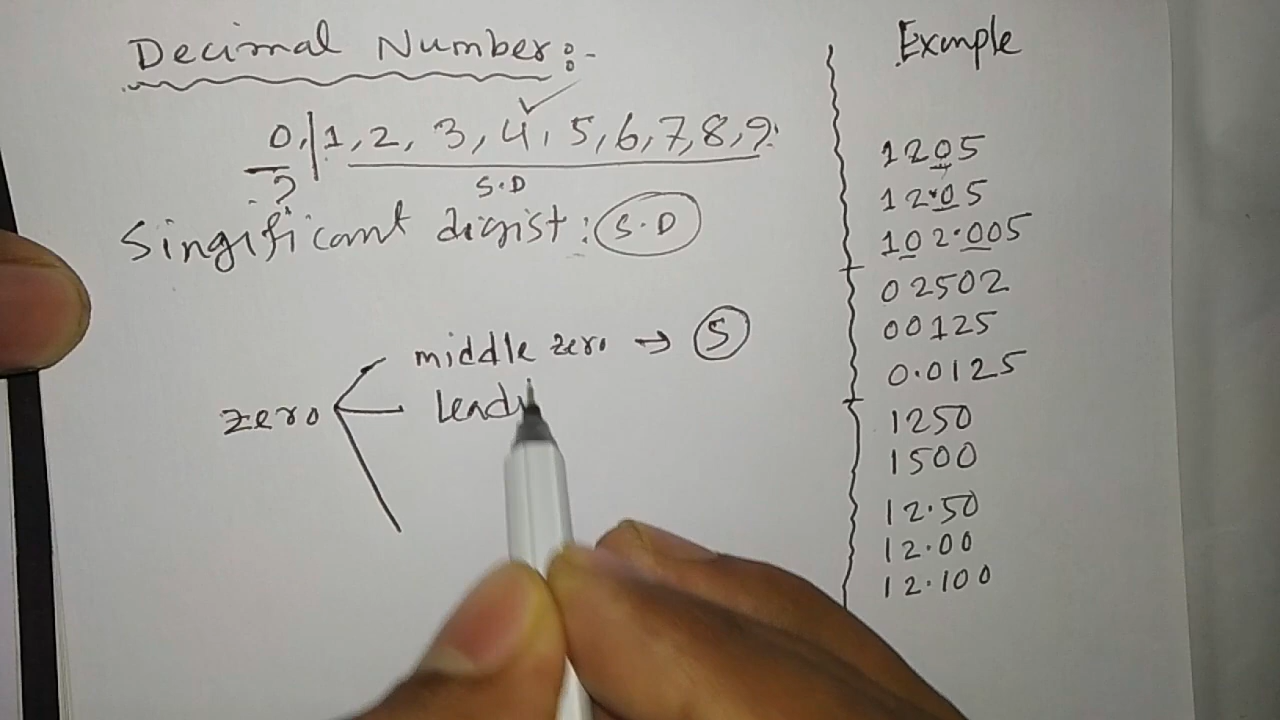 Decimal Number:-
0, 1, 2, 3, 4, 5, 6, 7, 8, 9.
? S.D
Singificant digist: S.D
middle zero → S
zero
Lead
Exmple
1205
12.05
102.005
02502
00125
0.0125
1250
1500
12.50
12.00
12.100